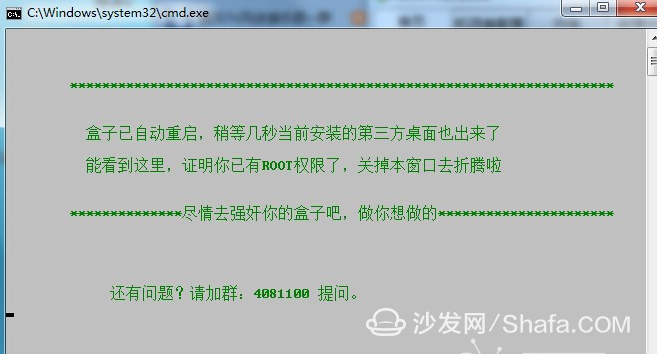 C:\Windows\system32\cmd.exe
********************************************************************
盒子已自动重启，稍等几秒当前安装的第三方桌面也出来了
能看到这里，证明你已有ROOT权限了，关掉本窗口去折腾啦
**************尽情去强奸你的盒子吧，做你想做的**********************
还有问题？请加群：4081100 提问。
沙发网/Shafa.com